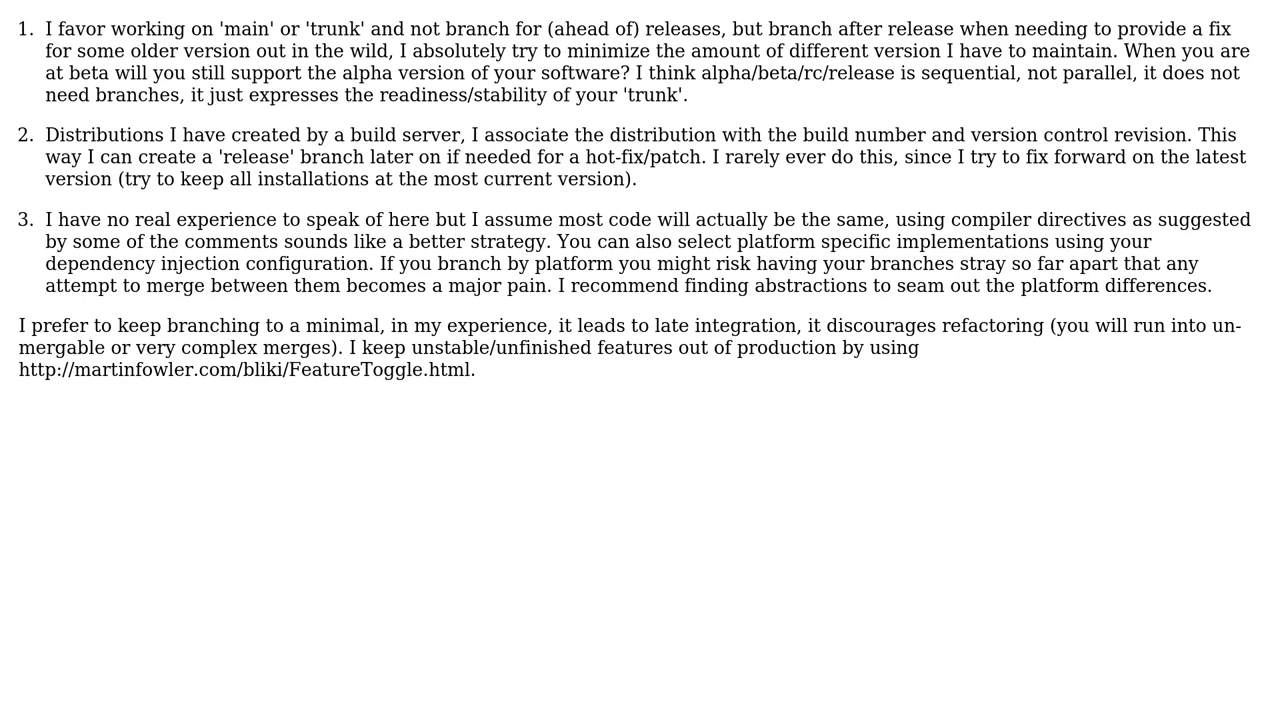 1. I favor working on 'main' or 'trunk' and not branch for (ahead of) releases, but branch after release when needing to provide a fix
for some older version out in the wild, I absolutely try to minimize the amount of different version I have to maintain. When you are
at beta will you still support the alpha version of your software? I think alpha/beta/rc/release is sequential, not parallel, it does not
need branches, it just expresses the readiness/stability of your 'trunk'.
2. Distributions I have created by a build server, I associate the distribution with the build number and version control revision. This
way I can create a 'release' branch later on if needed for a hot-fix/patch. I rarely ever do this, since I try to fix forward on the latest
version (try to keep all installations at the most current version).
3. I have no real experience to speak of here but I assume most code will actually be the same, using compiler directives as suggested
by some of the comments sounds like a better strategy. You can also select platform specific implementations using your
dependency injection configuration. If you branch by platform you might risk having your branches stray so far apart that any
attempt to merge between them becomes a major pain. I recommend finding abstractions to seam out the platform differences.
I prefer to keep branching to a minimal, in my experience, it leads to late integration, it discourages refactoring (you will run into un-
mergable or very complex merges). I keep unstable/unfinished features out of production by using
http://martinfowler.com/bliki/FeatureToggle.html.